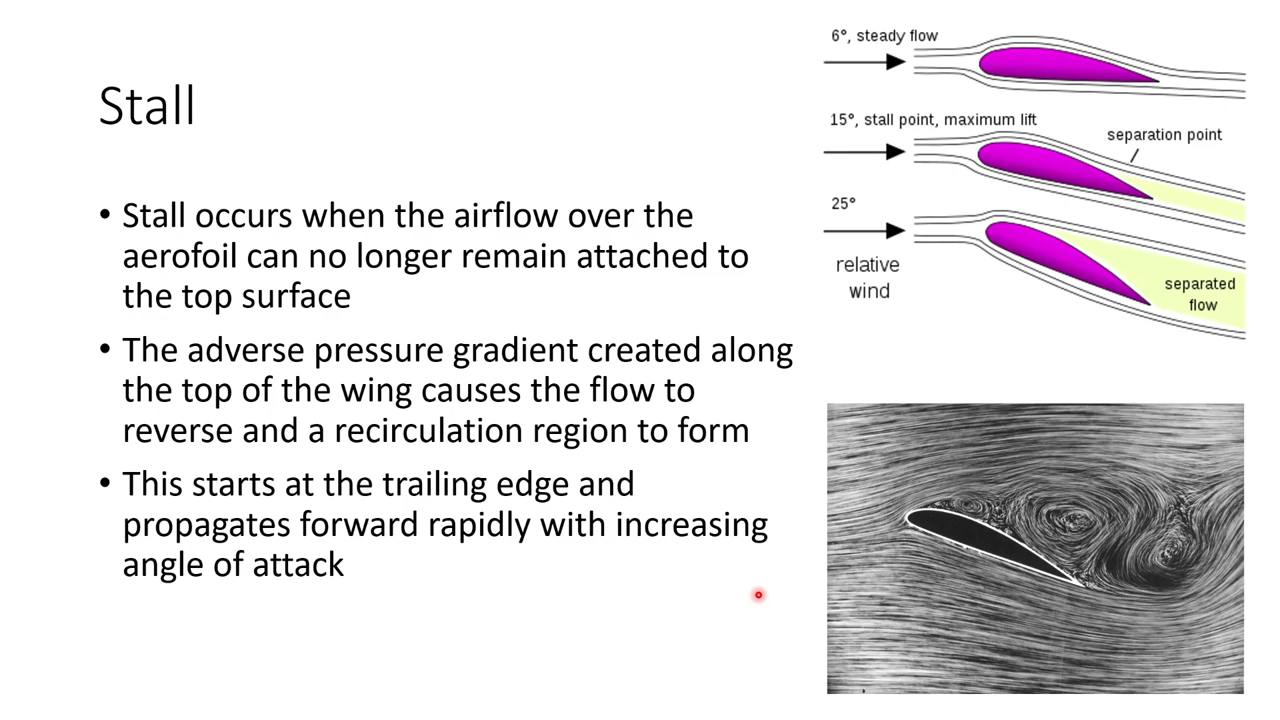 Stall
• Stall occurs when the airflow over the
aerofoil can no longer remain attached to
the top surface
• The adverse pressure gradient created along
the top of the wing causes the flow to
reverse and a recirculation region to form
• This starts at the trailing edge and
propagates forward rapidly with increasing
angle of attack
6°, steady flow
15°, stall point, maximum lift
separation point
25°
relative
wind
separated
flow